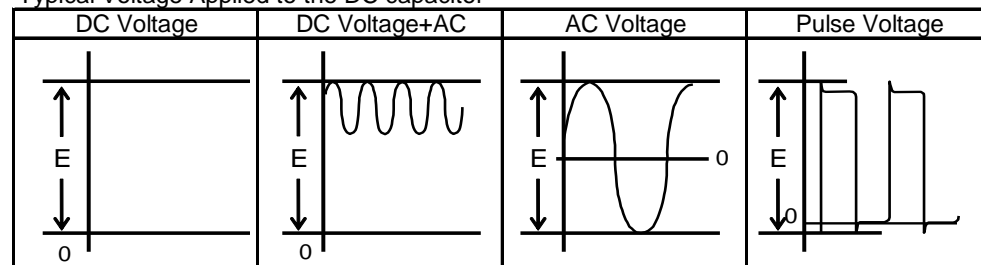 Typical Voltage Applied to the DC capacitor
DC Voltage DC Voltage+AC AC Voltage Pulse Voltage
E E E 0 E
0
0 0